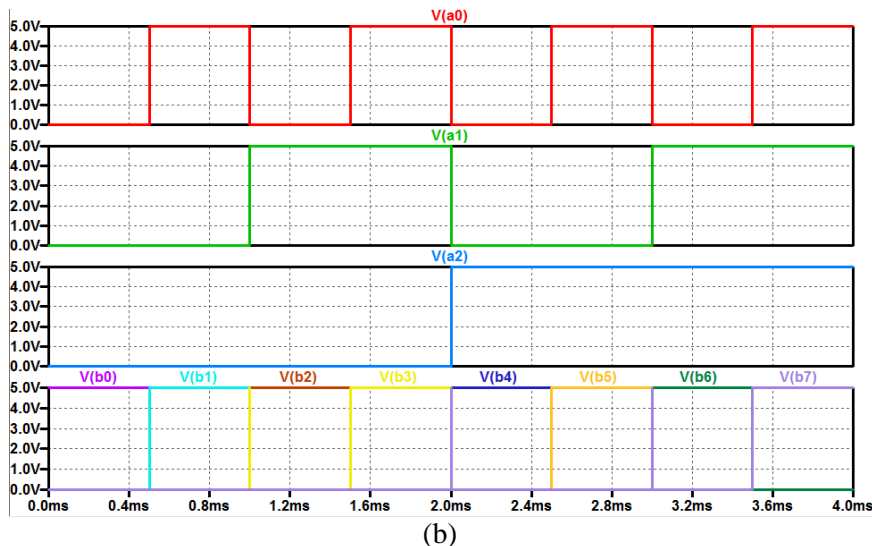 V(a0)
5.0V
4.0V
3.0V
2.0V
1.0V
0.0V
V(a1)
5.0V
4.0V
3.0V
2.0V
1.0V
0.0V
V(a2)
5.0V
4.0V
3.0V
2.0V
1.0V
0.0V
V(b0) V(b1) V(b2) V(b3) V(b4) V(b5) V(b6) V(b7)
5.0V
4.0V
3.0V
2.0V
1.0V
0.0V
0.0ms 0.4ms 0.8ms 1.2ms 1.6ms 2.0ms 2.4ms 2.8ms 3.2ms 3.6ms 4.0ms
(b)